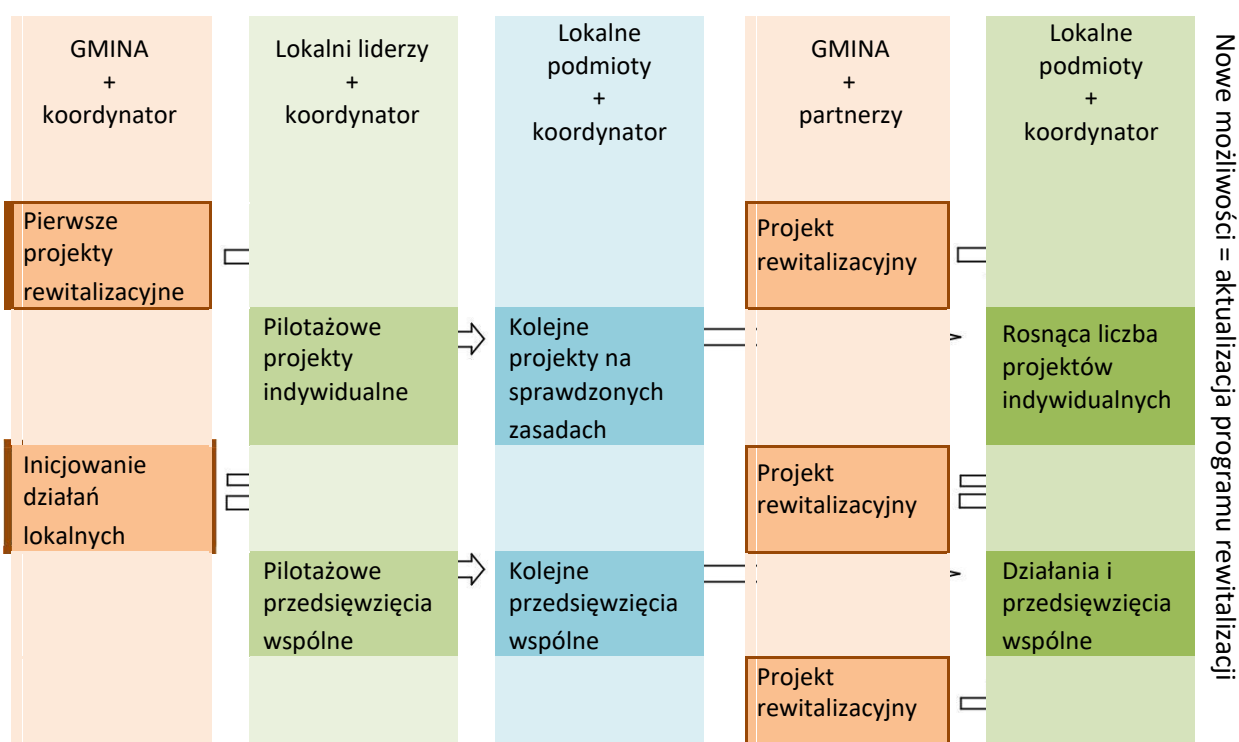 GMINA
+
koordynator
Lokalni liderzy
+
koordynator
Lokalne
podmioty
+
koordynator
GMINA
+
partnerzy
Lokalne
podmioty
+
koordynator
Pierwsze
projekty
rewitalizacyjne
Projekt
rewitalizacyjny
Pilotażowe
projekty
indywidualne
Kolejne
projekty na
sprawdzonych
zasadach
Rosnąca liczba
projektów
indywidualnych
Inicjowanie
działań
lokalnych
Projekt
rewitalizacyjny
Pilotażowe
przedsięwzięcia
wspólne
Kolejne
przedsięwzięcia
wspólne
Działania i
przedsięwzięcia
wspólne
Projekt
rewitalizacyjny
Nowe możliwości = aktualizacja programu rewitalizacji